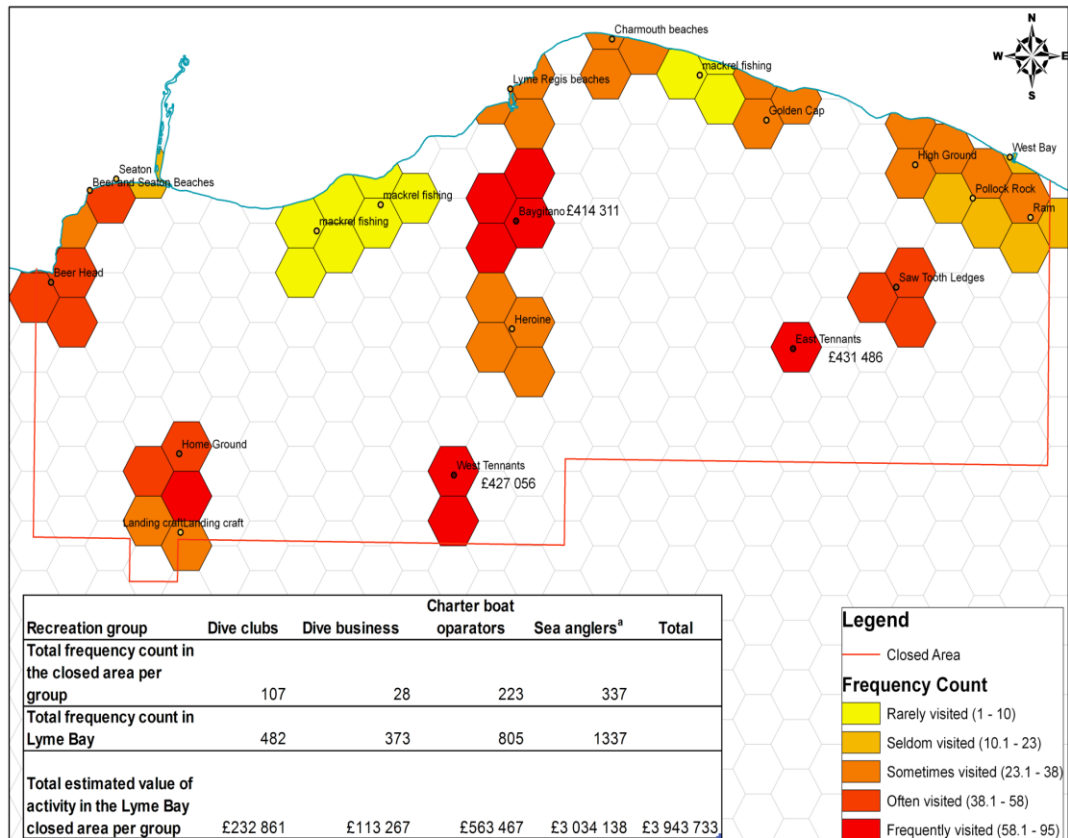 N
W E
S
Charmouth beaches
mackrel fishing
Lyme Regis beaches
Golden Cap
West Bay
High Ground
Seaton
Beer and Seaton Beaches
mackrel fishing
Pollock Rock
Baygitano £414 311
Ram
mackrel fishing
Beer Head
Saw Tooth Ledges
Heroine
East Tennants
£431 486
Home Ground
West Tennants
£427 056
Landing craft Landing craft
Charter boat
Recreation group Dive clubs Dive business oparators Sea anglersª Total
Total frequency count in
the closed area per
group 107 28 223 337
Total frequency count in
Lyme Bay 482 373 805 1337
Total estimated value of
activity in the Lyme Bay
closed area per group £232 861 £113 267 £563 467 £3 034 138 £3 943 733
Legend
Closed Area
Frequency Count
Rarely visited (1 - 10)
Seldom visited (10.1 - 23)
Sometimes visited (23.1 - 38)
Often visited (38.1 - 58)
Frequently visited (58.1 - 95)